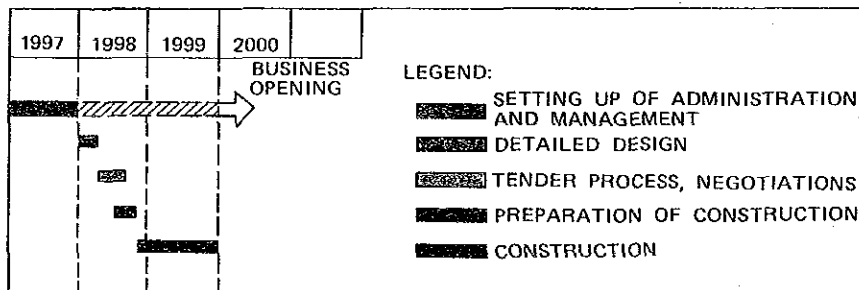 1997 1998 1999 2000
BUSINESS
OPENING
LEGEND:
SETTING UP OF ADMINISTRATION
AND MANAGEMENT
DETAILED DESIGN
TENDER PROCESS, NEGOTIATIONS
PREPARATION OF CONSTRUCTION
CONSTRUCTION